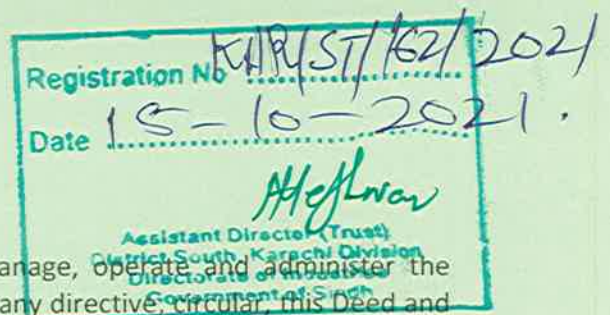 Registration No KAR/ST/162/2021
Date 15-10-2021.
Assistant Director (Trust)
District South, Karachi Division
anage, operate and administer the
Directorate of
Government of Sindh
any directive, circular, this Deed and